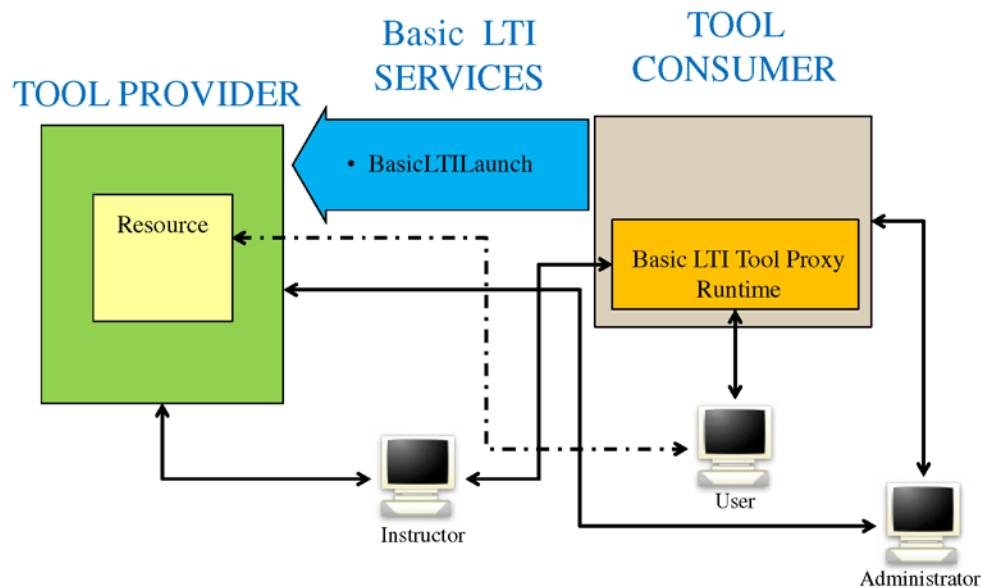 Basic LTI
SERVICES
TOOL
CONSUMER
TOOL PROVIDER
• BasicLTILaunch
Resource
Basic LTI Tool Proxy
Runtime
User
Instructor
Administrator